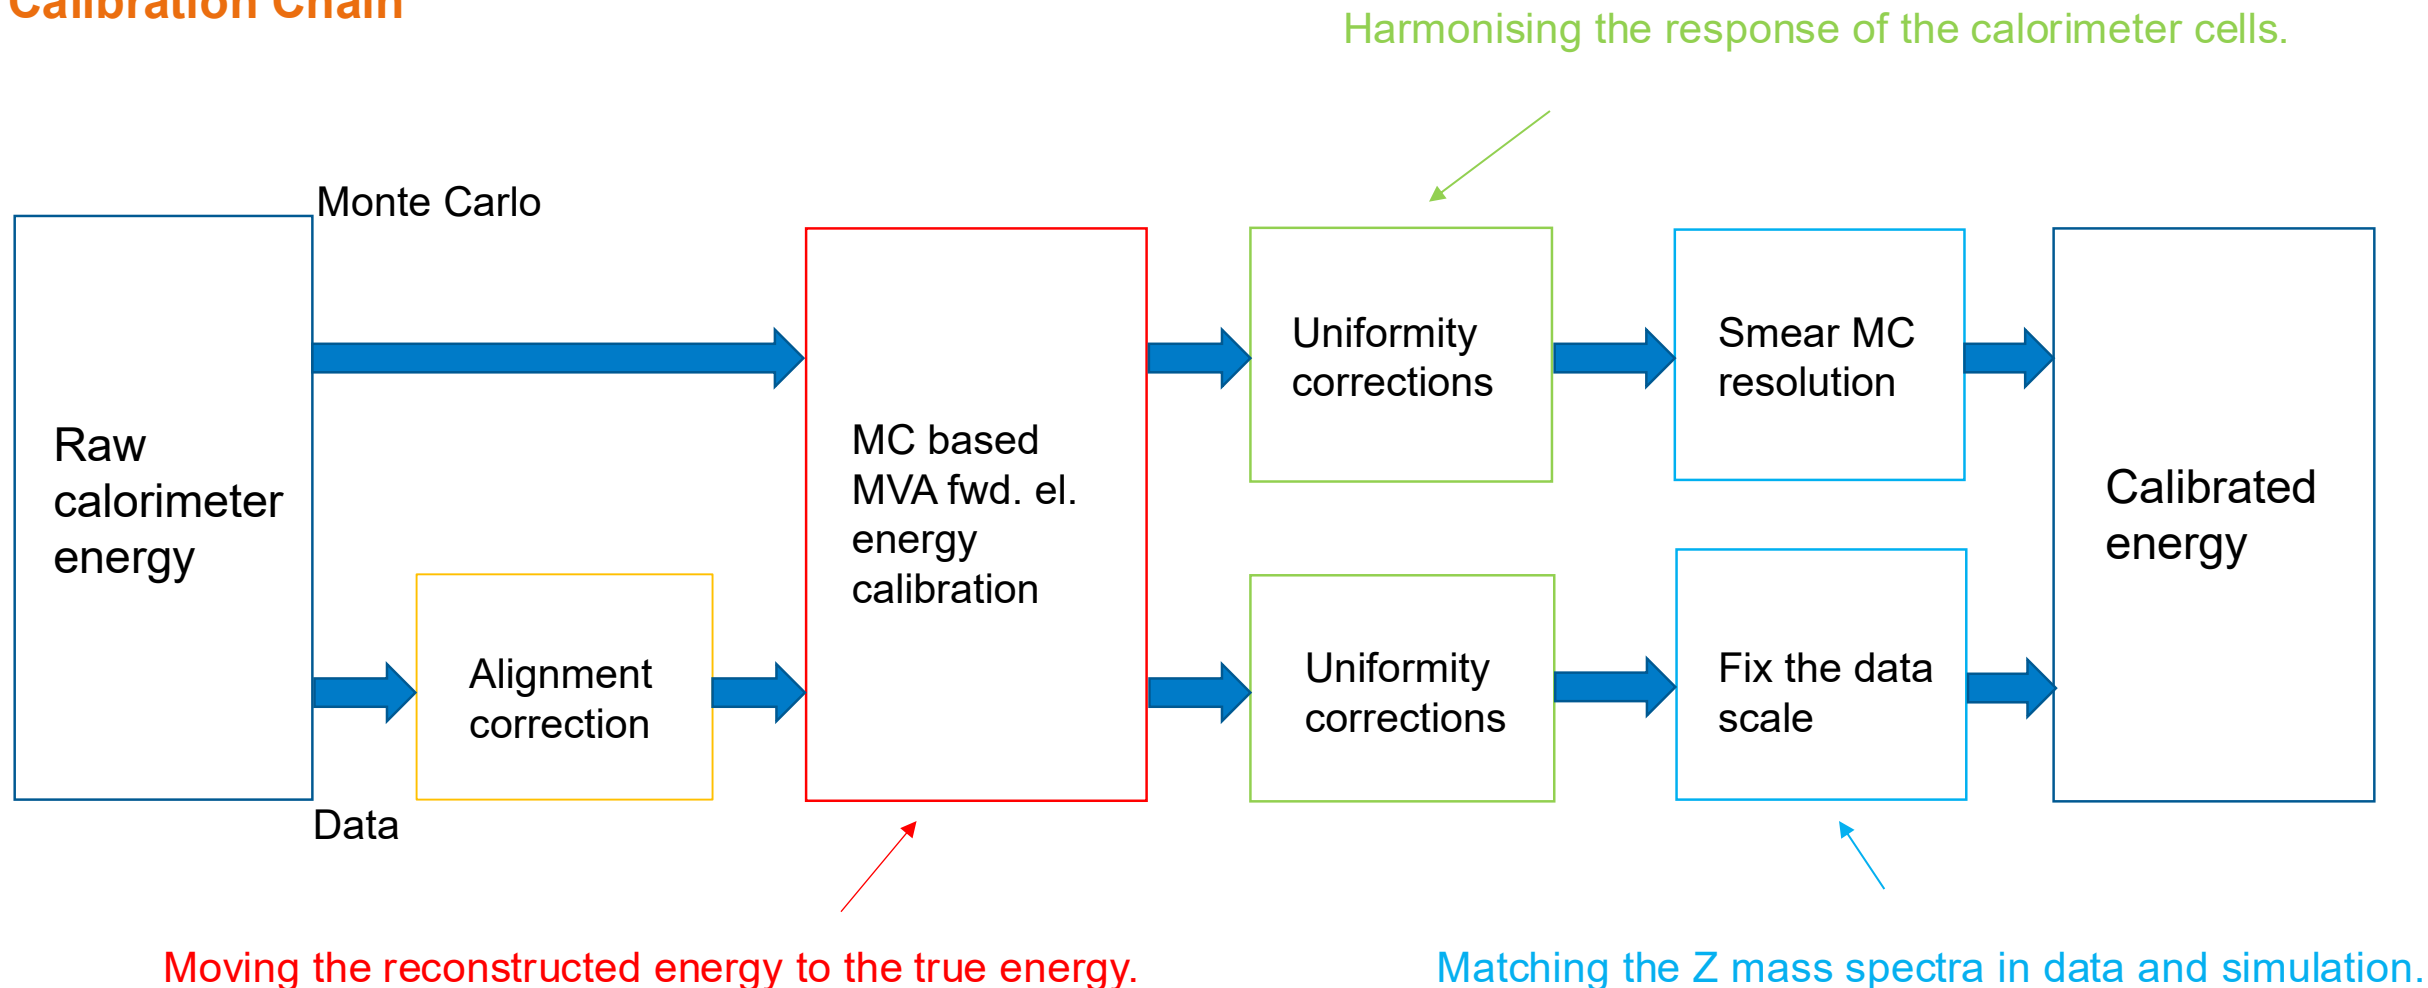 Calibration Chain
Harmonising the response of the calorimeter cells.
Monte Carlo
Raw
calorimeter
energy
Data
Alignment
correction
MC based
MVA fwd. el.
energy
calibration
Uniformity
corrections
Smear MC
resolution
Uniformity
corrections
Fix the data
scale
Calibrated
energy
Moving the reconstructed energy to the true energy.
Matching the Z mass spectra in data and simulation.